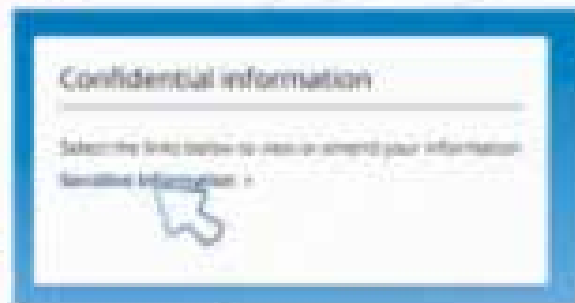 Confidential information
Select the links below to view or amend your information
Sensitive Information >